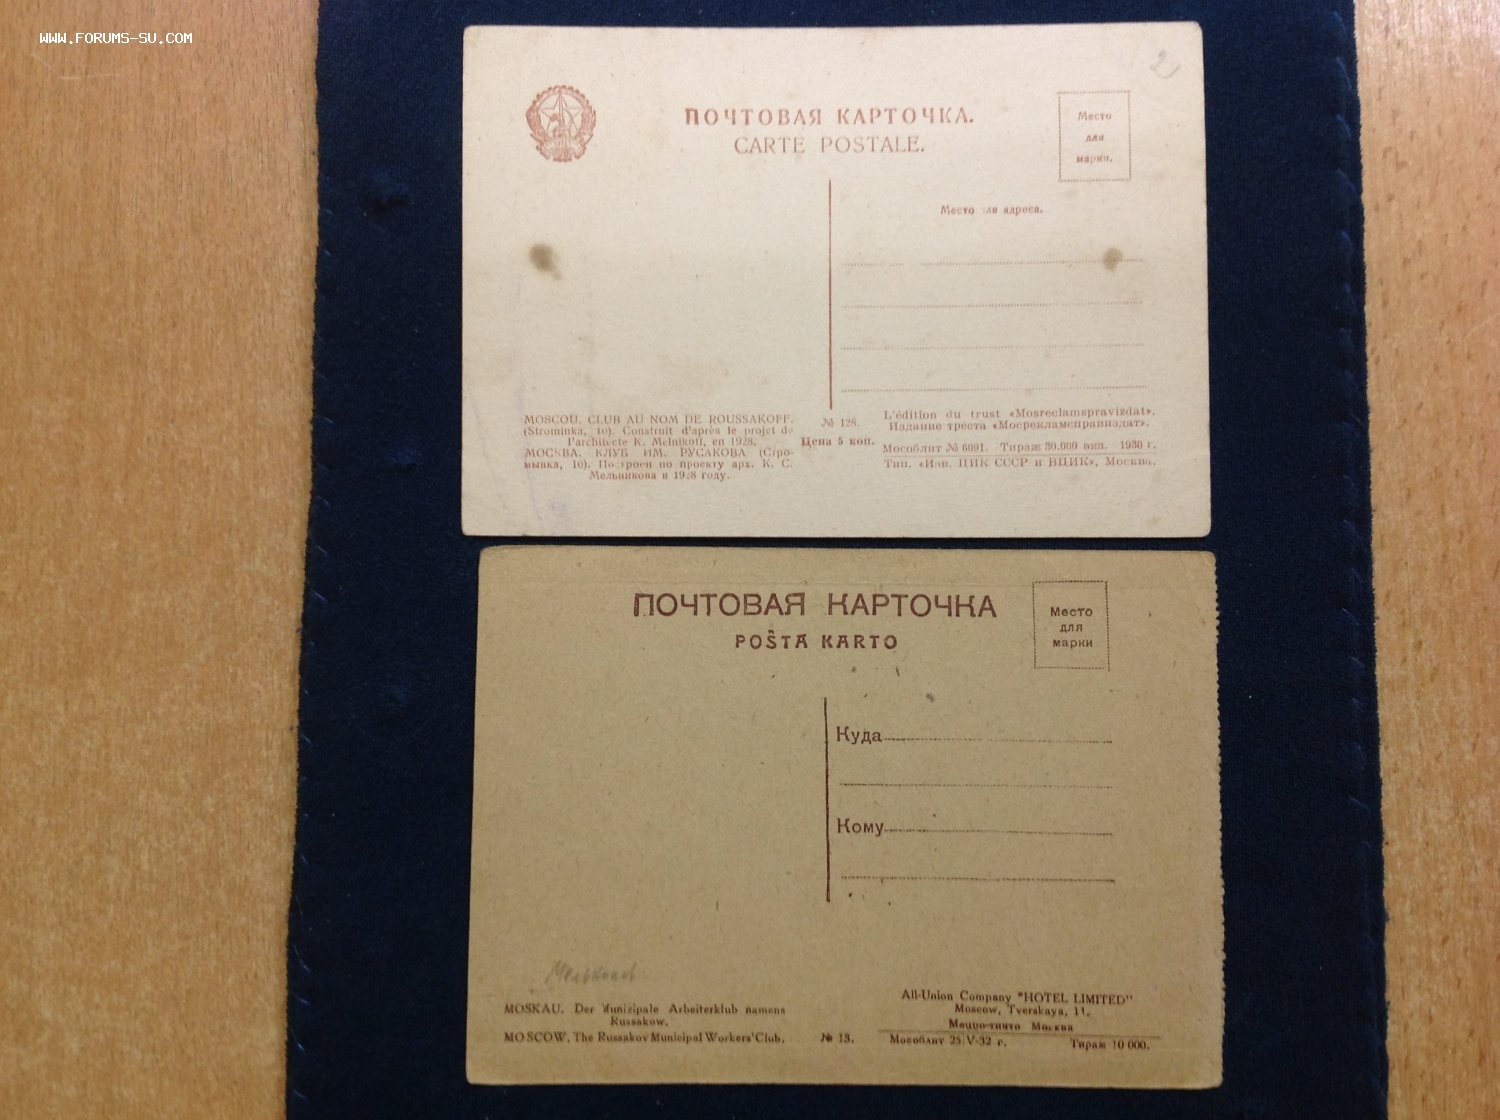 WWW.FORUMS-SU.COM
2
ПОЧТОВАЯ КАРТОЧКА.
CARTE POSTALE.
Место
для
марки.
Место для адреса.
MOSCOU. CLUB AU NOM DE ROUSSAKOFF.
(Strominka, 10). Construit d'après le projet de
l'architecte K. Melnikoff, en 1928.
МОСКВА. КЛУБ ИМ. РУСАКОВА (Стро-
мынка, 10). Построен по проекту арх. К. С.
Мельникова в 1928 году.
№ 128.
Цена 5 коп.
L'édition du trust «Mosreclamspravizdat».
Издание треста «Мосрекламсправиздат».
Мособлит № 6091. Тираж 30.000 экз. 1930 г.
Тип. «Изв. ЦИК СССР и ВЦИК», Москва.
ПОЧТОВАЯ КАРТОЧКА
POŜTA KARTO
Место
для
марки
Куда
Кому
MOSKAU. Der Munizipale Arbeiterklub namens
Russakow.
MOSCOW. The Russakov Municipal Workers' Club.
№ 13.
All-Union Company "HOTEL LIMITED"
Moscow, Tverskaya, 11.
Меццо-тинто Москва
Мособлит 25/V-32 г.
Тираж 10 000.